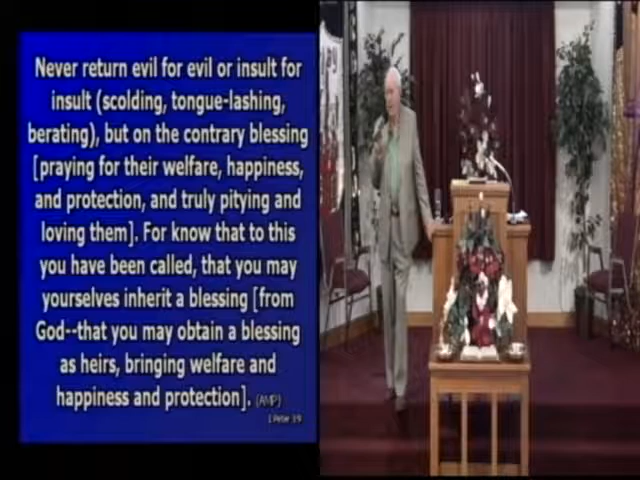 Never return evil for evil or insult for
insult (scolding, tongue-lashing,
berating), but on the contrary blessing
[praying for their welfare, happiness,
and protection, and truly pitying and
loving them]. For know that to this
you have been called, that you may
yourselves inherit a blessing [from
God--that you may obtain a blessing
as heirs, bringing welfare and
happiness and protection]. (AMP)
I Peter 3:9